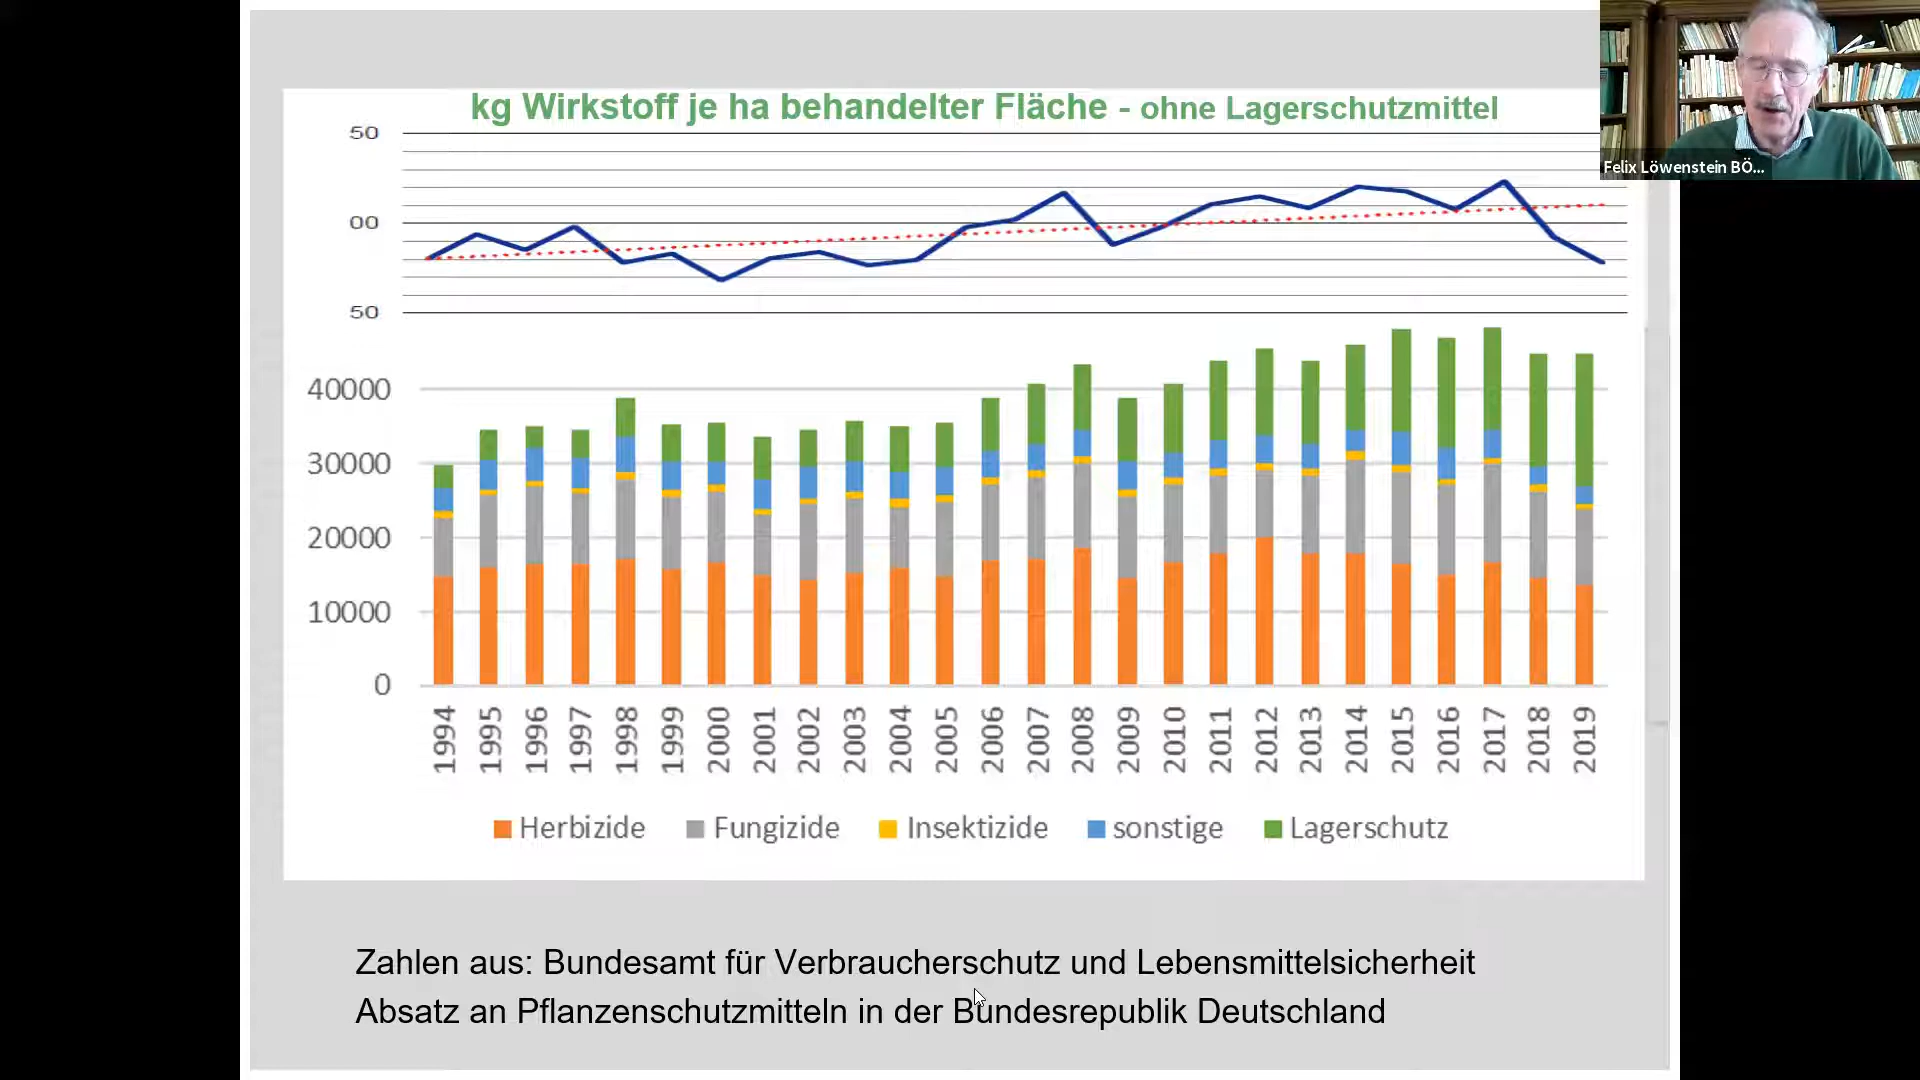 kg Wirkstoff je ha behandelter Fläche - ohne Lagerschutzmittel
50
00
50
40000
30000
20000
10000
0
1994 1995 1996 1997 1998 1999 2000 2001 2002 2003 2004 2005 2006 2007 2008 2009 2010 2011 2012 2013 2014 2015 2016 2017 2018 2019
Herbizide Fungizide Insektizide sonstige Lagerschutz
Zahlen aus: Bundesamt für Verbraucherschutz und Lebensmittelsicherheit
Absatz an Pflanzenschutzmitteln in der Bundesrepublik Deutschland
Felix Löwenstein BÖ...